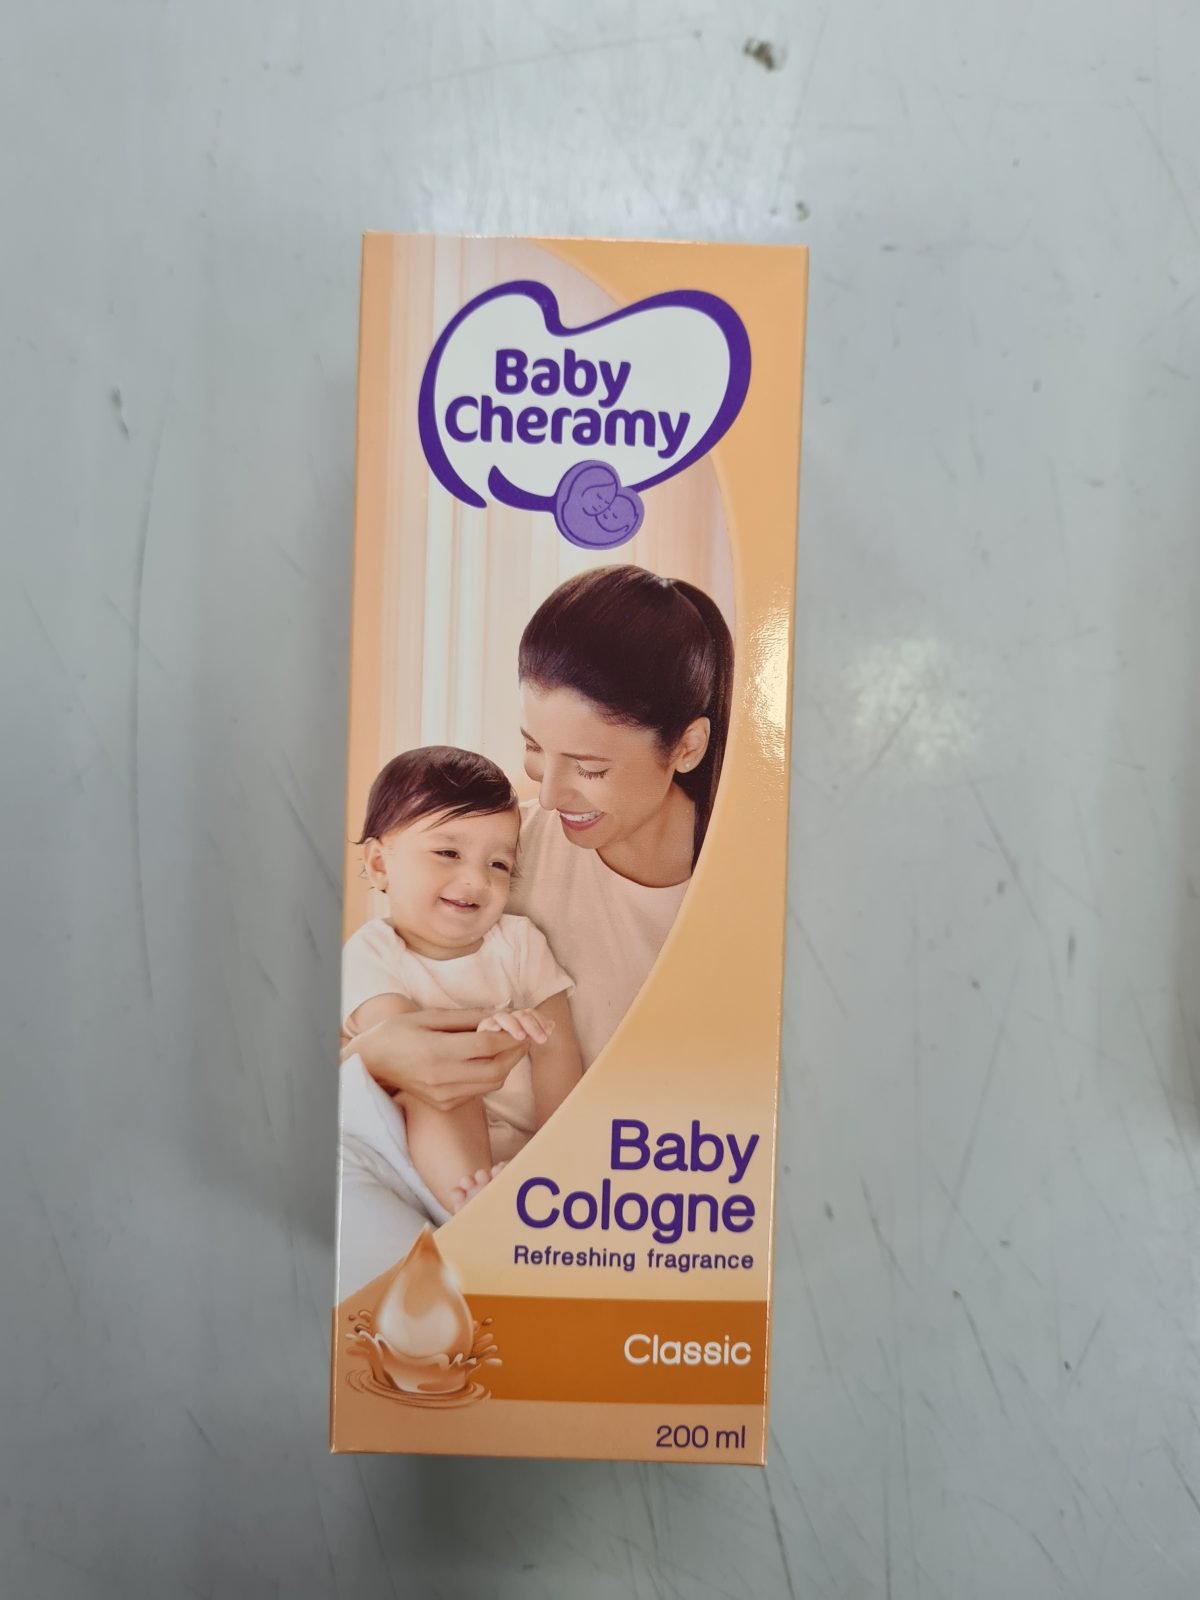 Baby
Cheramy
Baby
Cologne
Refreshing fragrance
Classic
200 ml